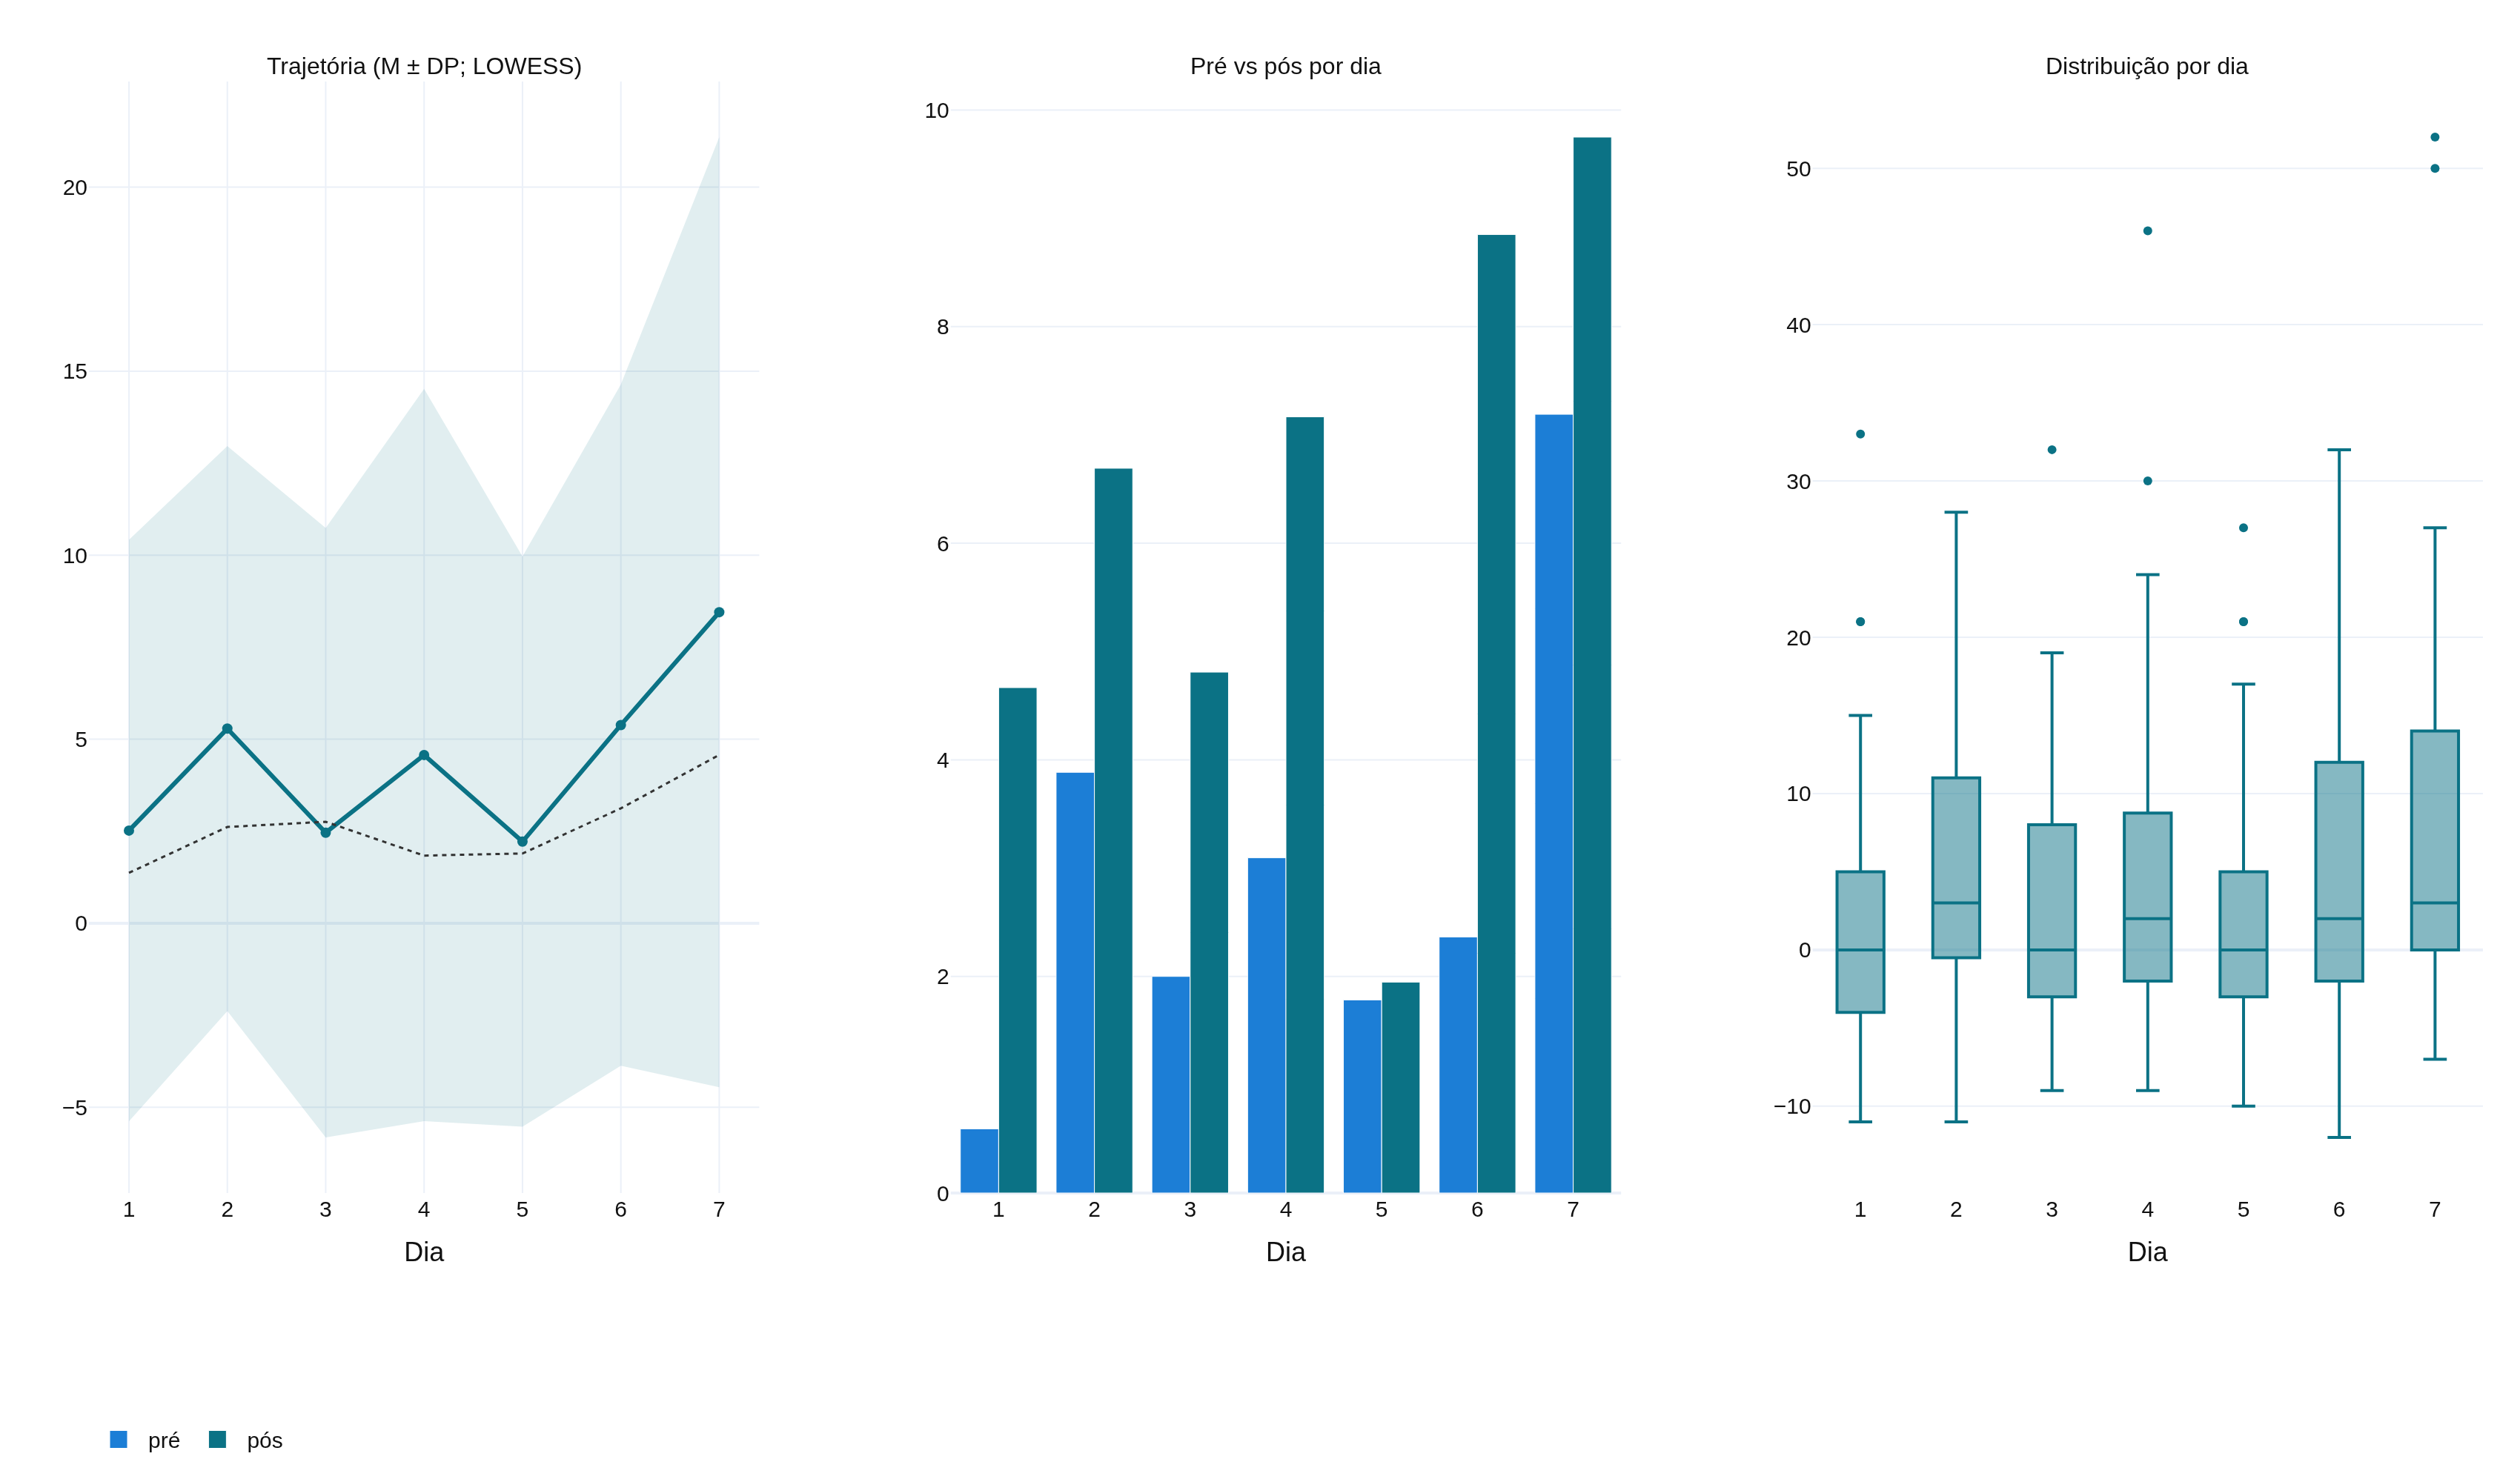 Trajetória (M ± DP; LOWESS)
20
15
10
5
0
−5
1 2 3 4 5 6 7
Dia
Pré vs pós por dia
10
8
6
4
2
0
1 2 3 4 5 6 7
Dia
Distribuição por dia
50
40
30
20
10
0
−10
1 2 3 4 5 6 7
Dia
pré pós